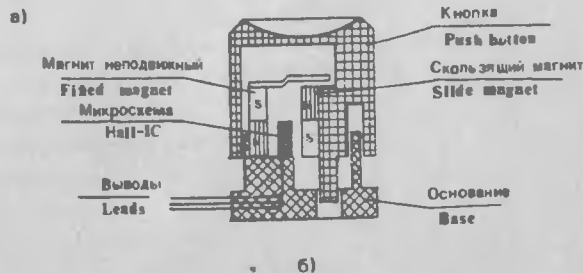 а)
Кнопка
Push button
Магнит неподвижный
Fixed magnet
Скользящий магнит
Slide magnet
Микросхема
Hall-IC
S
S
Выводы
Leads
Основание
Base
б)